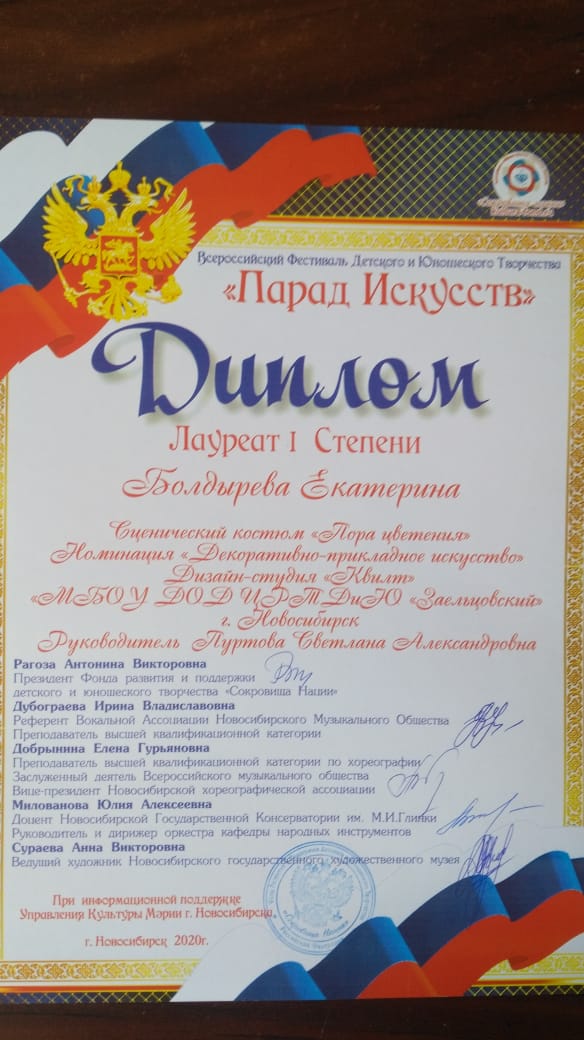 Всероссийский Фестиваль Детского и Юношеского Творчества
«Парад Искусств»
Диплом
Лауреат I Степени
Болдырева Екатерина
Сценический костюм «Пора цветения»
Номинация «Декоративно-прикладное искусство»
Дизайн-студия «Квилт»
«МБОУ ДОД ЦРТДиЮ «Заельцовский»
г. Новосибирск
Руководитель Пуртова Светлана Александровна
Рагоза Антонина Викторовна
Президент Фонда развития и поддержки
детского и юношеского творчества «Сокровища Нации»
Дубограева Ирина Владиславовна
Референт Вокальной Ассоциации Новосибирского Музыкального Общества
Преподаватель высшей квалификационной категории
Добрынина Елена Гурьяновна
Преподаватель высшей квалификационной категории по хореографии
Заслуженный деятель Всероссийского музыкального общества
Вице-президент Новосибирской хореографической ассоциации
Милованова Юлия Алексеевна
Доцент Новосибирской Государственной Консерватории им. М.И.Глинки
Руководитель и дирижер оркестра кафедры народных инструментов
Сураева Анна Викторовна
Ведущий художник Новосибирского государственного художественного музея
При информационной поддержке
Управления Культуры Мэрии г. Новосибирска
г. Новосибирск 2020г.